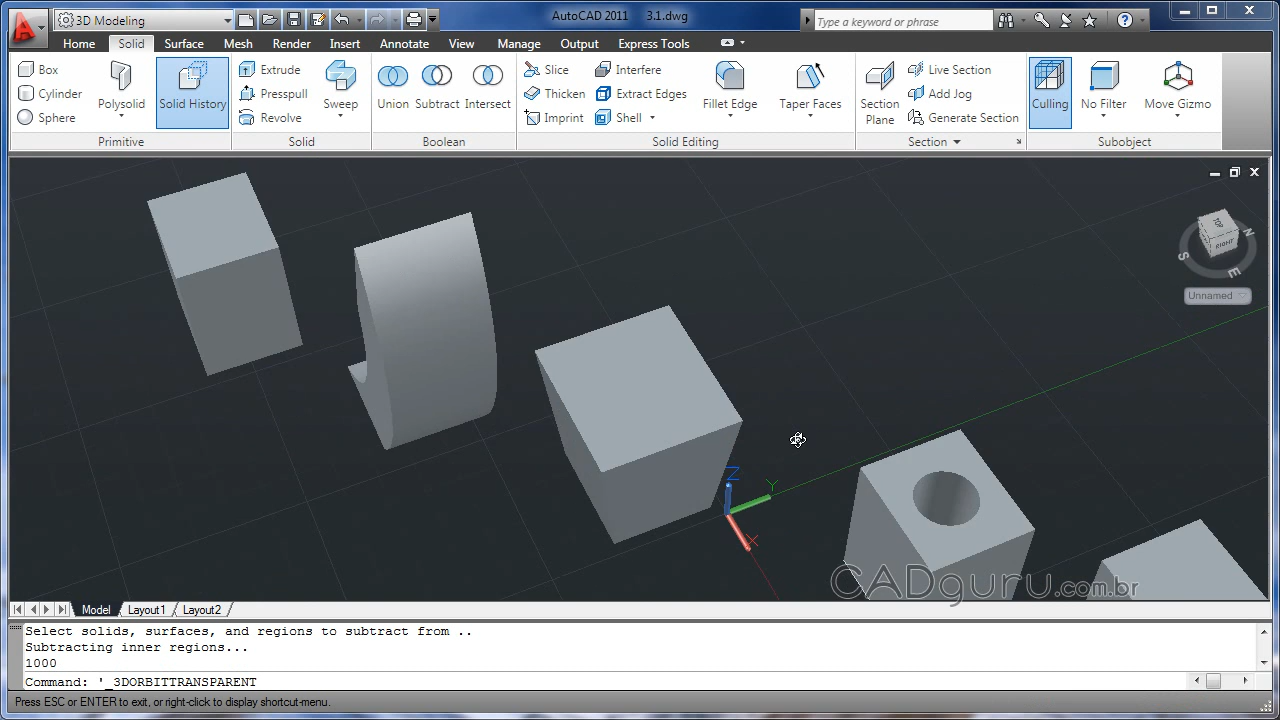 3D Modeling
AutoCAD 2011 3.1.dwg
Type a keyword or phrase
Home Solid Surface Mesh Render Insert Annotate View Manage Output Express Tools
Box
Cylinder
Sphere
Polysolid
Solid History
Primitive
Extrude
Presspull
Revolve
Sweep
Solid
Union
Subtract
Intersect
Boolean
Slice
Thicken
Imprint
Interfere
Extract Edges
Shell
Fillet Edge
Taper Faces
Solid Editing
Section
Plane
Live Section
Add Jog
Generate Section
Section
Culling
No Filter
Move Gizmo
Subobject
TOP
RIGHT
N
S
E
Unnamed
Z
Y
X
CADguru.com.br
Model Layout1 Layout2
Select solids, surfaces, and regions to subtract from ..
Subtracting inner regions...
1000
Command: '_3DORBITTRANSPARENT
Press ESC or ENTER to exit, or right-click to display shortcut-menu.